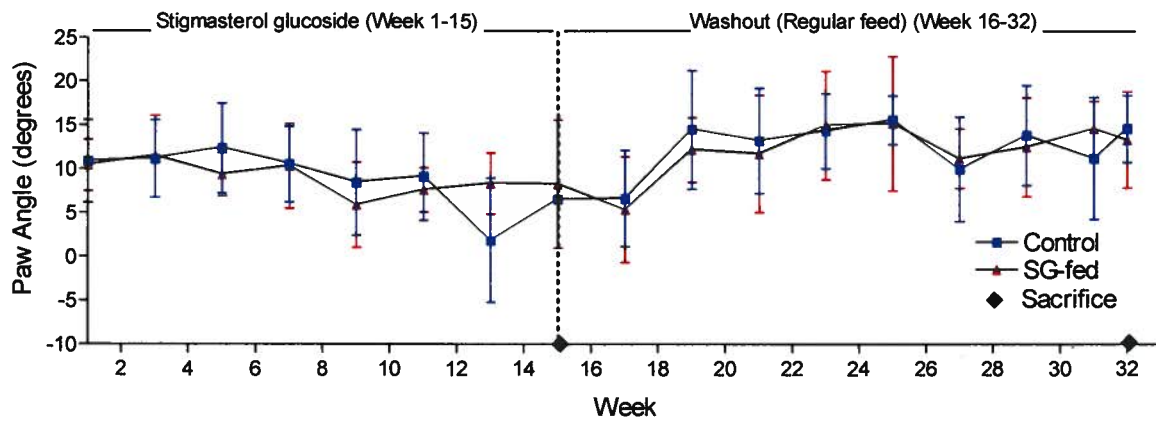 Stigmasterol glucoside (Week 1-15) Washout (Regular feed) (Week 16-32)
25
20
15
10
5
0
-5
-10
Paw Angle (degrees)
Control
SG-fed
Sacrifice
2 4 6 8 10 12 14 16 18 20 22 24 26 28 30 32
Week